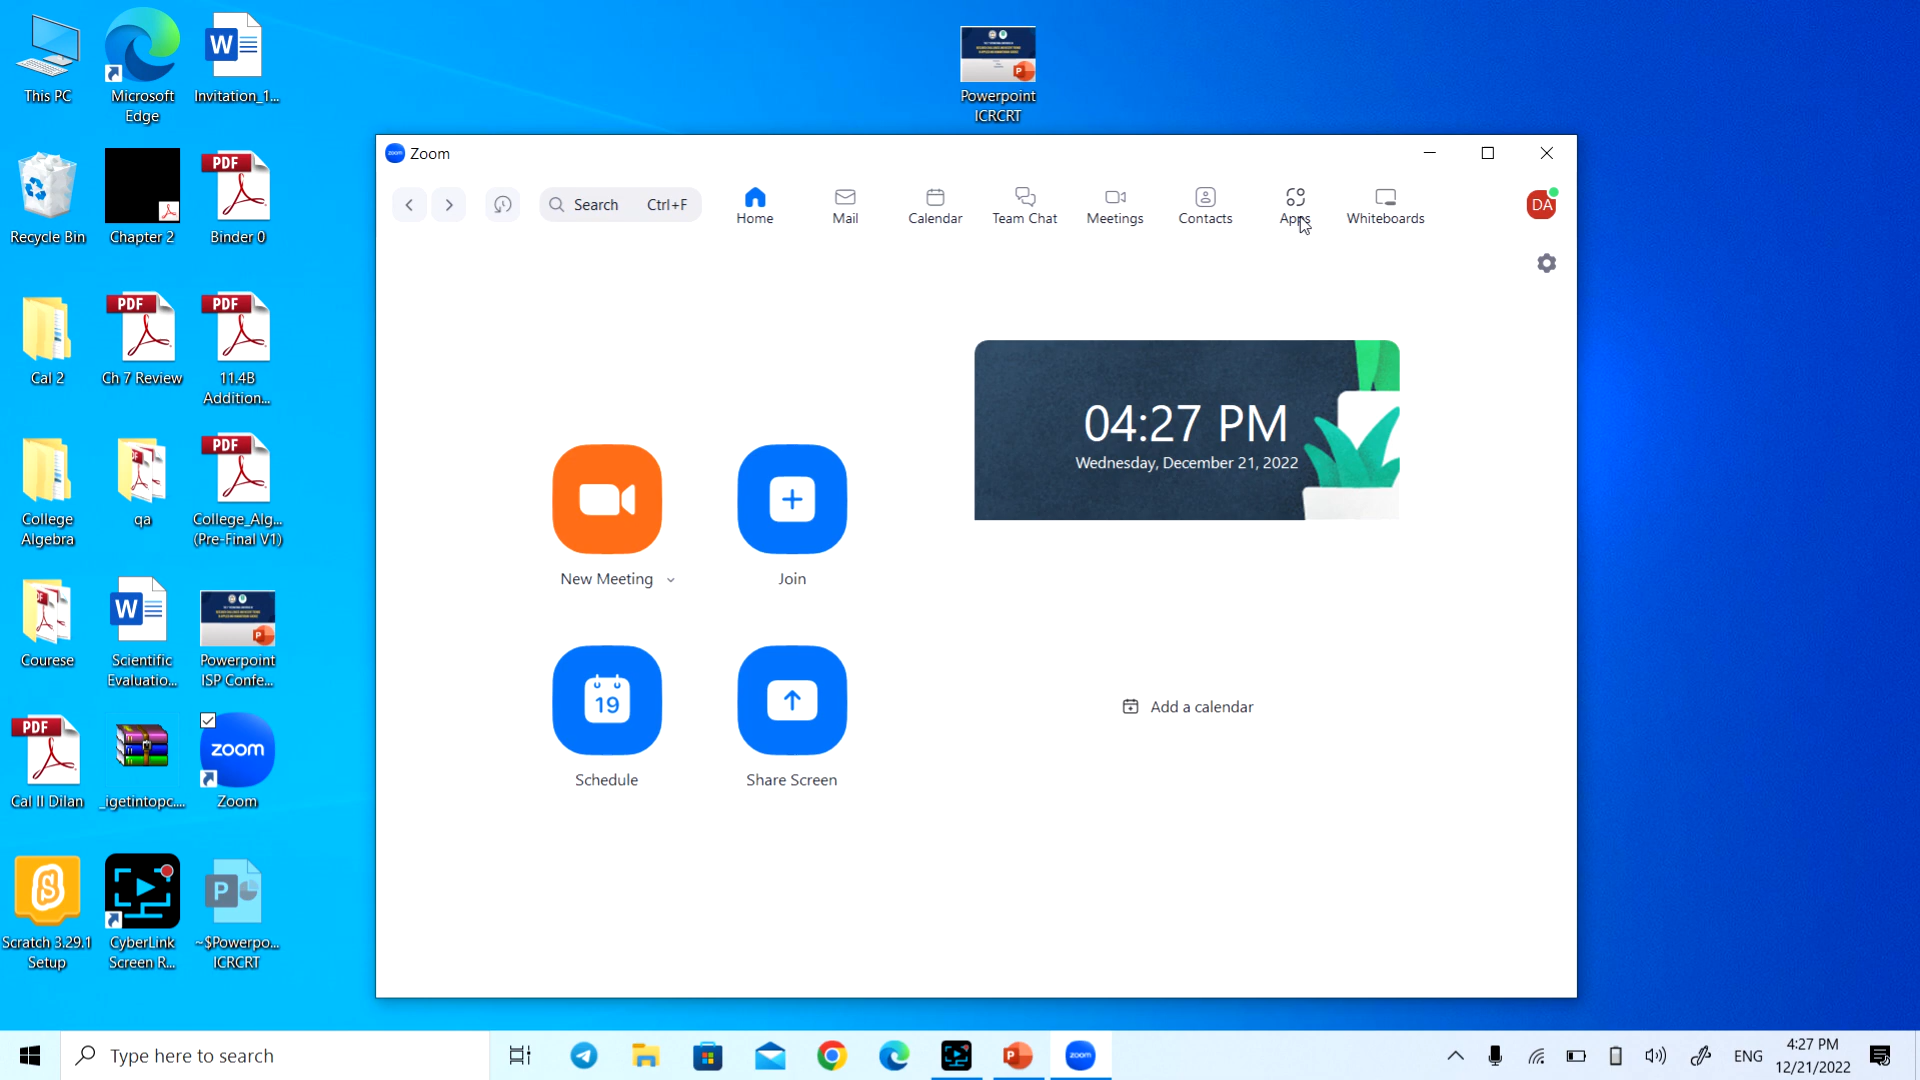 This PC
Microsoft
Edge
Invitation_1...
Powerpoint
ICRCRT
Recycle Bin
Chapter 2
PDF
Binder 0
Cal 2
PDF
Ch 7 Review
PDF
11.4B
Addition...
College
Algebra
qa
PDF
College_Alg...
(Pre-Final V1)
Courese
Scientific
Evaluatio...
Powerpoint
ISP Confe...
PDF
Cal II Dilan
_igetintopc....
zoom
Zoom
Scratch 3.29.1
Setup
CyberLink
Screen R...
~$Powerpo...
ICRCRT
zoom
Zoom
Search Ctrl+F
Home
Mail
Calendar
Team Chat
Meetings
Contacts
Apps
Whiteboards
DA
04:27 PM
Wednesday, December 21, 2022
New Meeting
Join
19
Schedule
Share Screen
Add a calendar
Type here to search
zoom
ENG
4:27 PM
12/21/2022